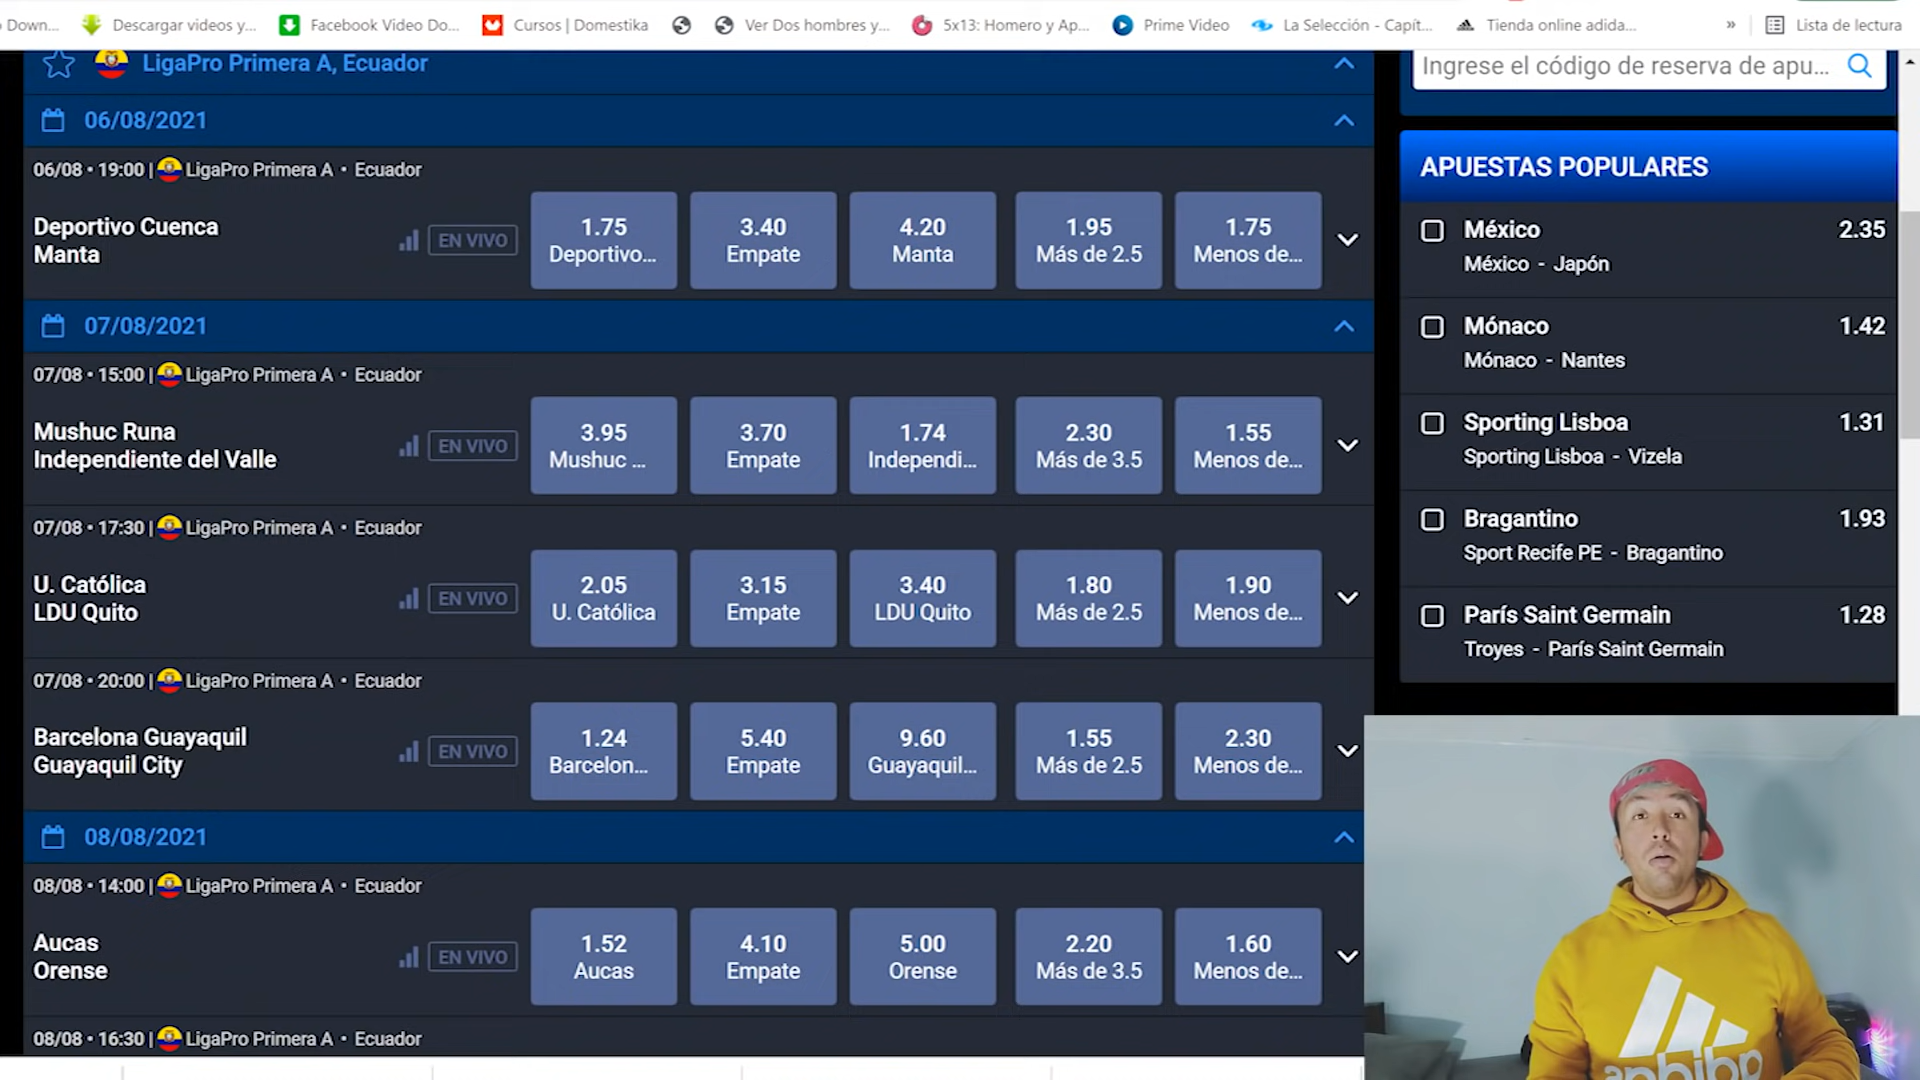 Down...
Descargar videos y...
Facebook Video Do...
Cursos | Domestika
Ver Dos hombres y...
5x13: Homero y Ap...
Prime Video
La Selección - Capít...
Tienda online adida...
»
Lista de lectura
LigaPro Primera A, Ecuador
06/08/2021
06/08 • 19:00 | LigaPro Primera A • Ecuador
Deportivo Cuenca
Manta
EN VIVO
1.75
Deportivo...
3.40
Empate
4.20
Manta
1.95
Más de 2.5
1.75
Menos de...
07/08/2021
07/08 • 15:00 | LigaPro Primera A • Ecuador
Mushuc Runa
Independiente del Valle
EN VIVO
3.95
Mushuc ...
3.70
Empate
1.74
Independi...
2.30
Más de 3.5
1.55
Menos de...
07/08 • 17:30 | LigaPro Primera A • Ecuador
U. Católica
LDU Quito
EN VIVO
2.05
U. Católica
3.15
Empate
3.40
LDU Quito
1.80
Más de 2.5
1.90
Menos de...
07/08 • 20:00 | LigaPro Primera A • Ecuador
Barcelona Guayaquil
Guayaquil City
EN VIVO
1.24
Barcelon...
5.40
Empate
9.60
Guayaquil...
1.55
Más de 2.5
2.30
Menos de...
08/08/2021
08/08 • 14:00 | LigaPro Primera A • Ecuador
Aucas
Orense
EN VIVO
1.52
Aucas
4.10
Empate
5.00
Orense
2.20
Más de 3.5
1.60
Menos de...
08/08 • 16:30 | LigaPro Primera A • Ecuador
Ingrese el código de reserva de apu...
APUESTAS POPULARES
México 2.35
México - Japón
Mónaco 1.42
Mónaco - Nantes
Sporting Lisboa 1.31
Sporting Lisboa - Vizela
Bragantino 1.93
Sport Recife PE - Bragantino
París Saint Germain 1.28
Troyes - París Saint Germain